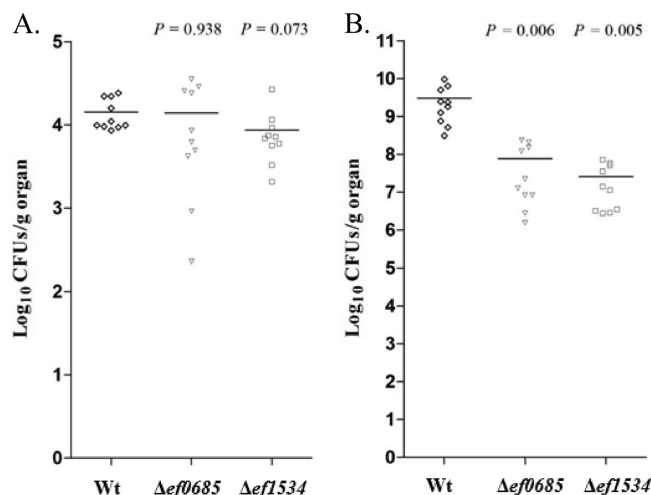 A.
P = 0.938 P = 0.073
Log10 CFUs/g organ
5
4
3
2
1
0
Wt Δef0685 Δef1534
B.
P = 0.006 P = 0.005
Log10 CFUs/g organ
11
10
9
8
7
6
5
4
3
2
1
0
Wt Δef0685 Δef1534